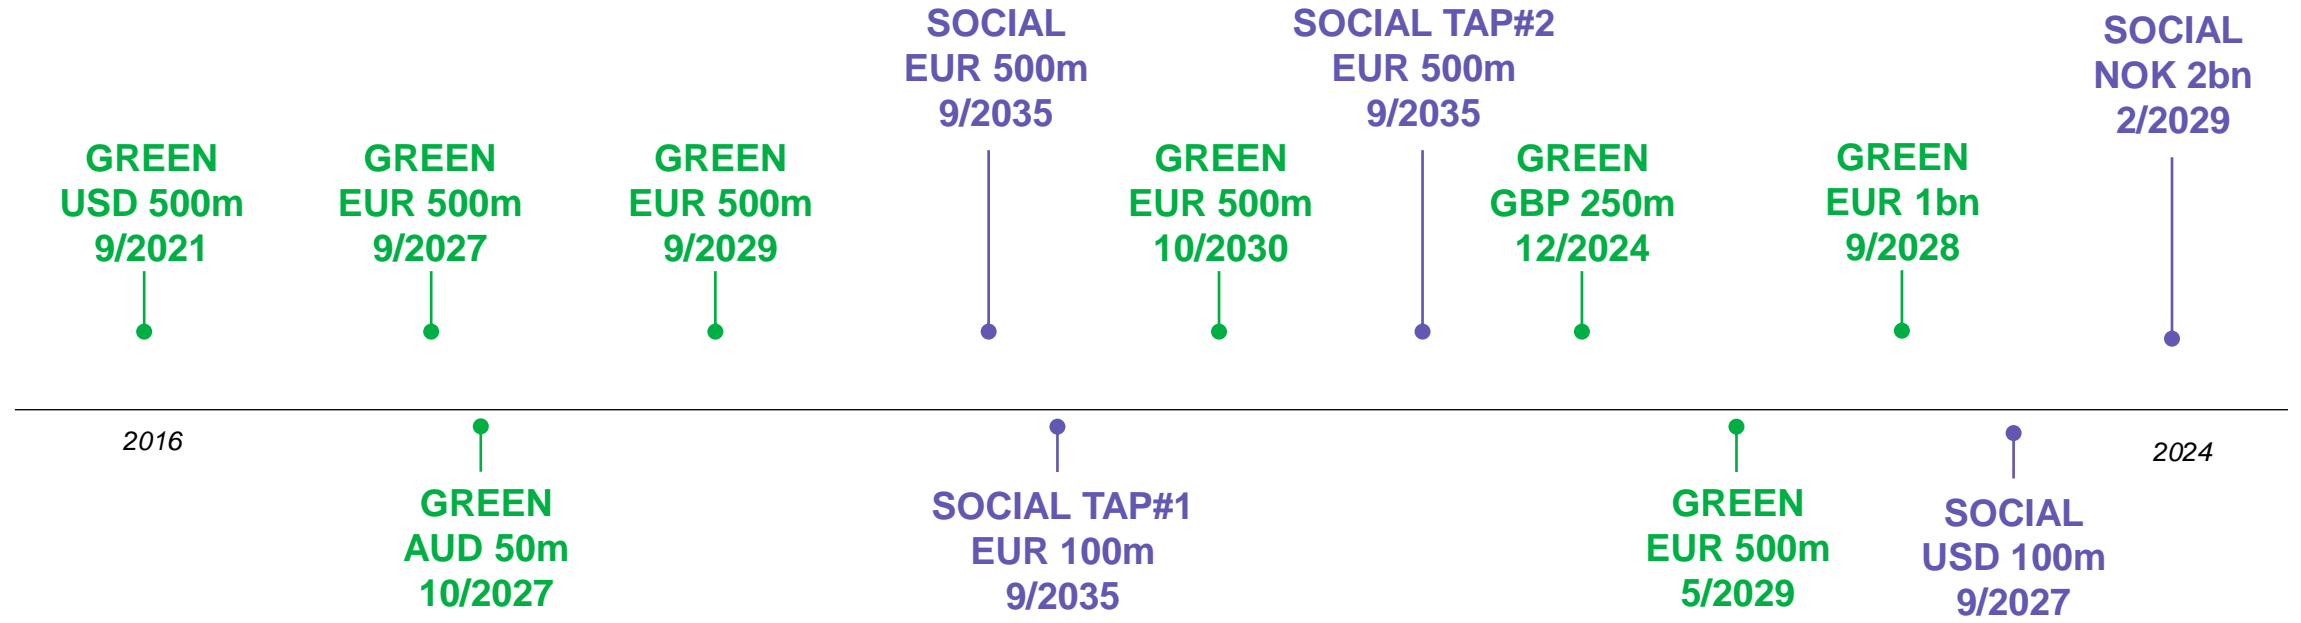 SOCIAL
EUR 500m
9/2035
SOCIAL TAP#2
EUR 500m
9/2035
SOCIAL
NOK 2bn
2/2029
GREEN
USD 500m
9/2021
GREEN
EUR 500m
9/2027
GREEN
EUR 500m
9/2029
GREEN
EUR 500m
10/2030
GREEN
GBP 250m
12/2024
GREEN
EUR 1bn
9/2028
2016
2024
GREEN
AUD 50m
10/2027
SOCIAL TAP#1
EUR 100m
9/2035
GREEN
EUR 500m
5/2029
SOCIAL
USD 100m
9/2027